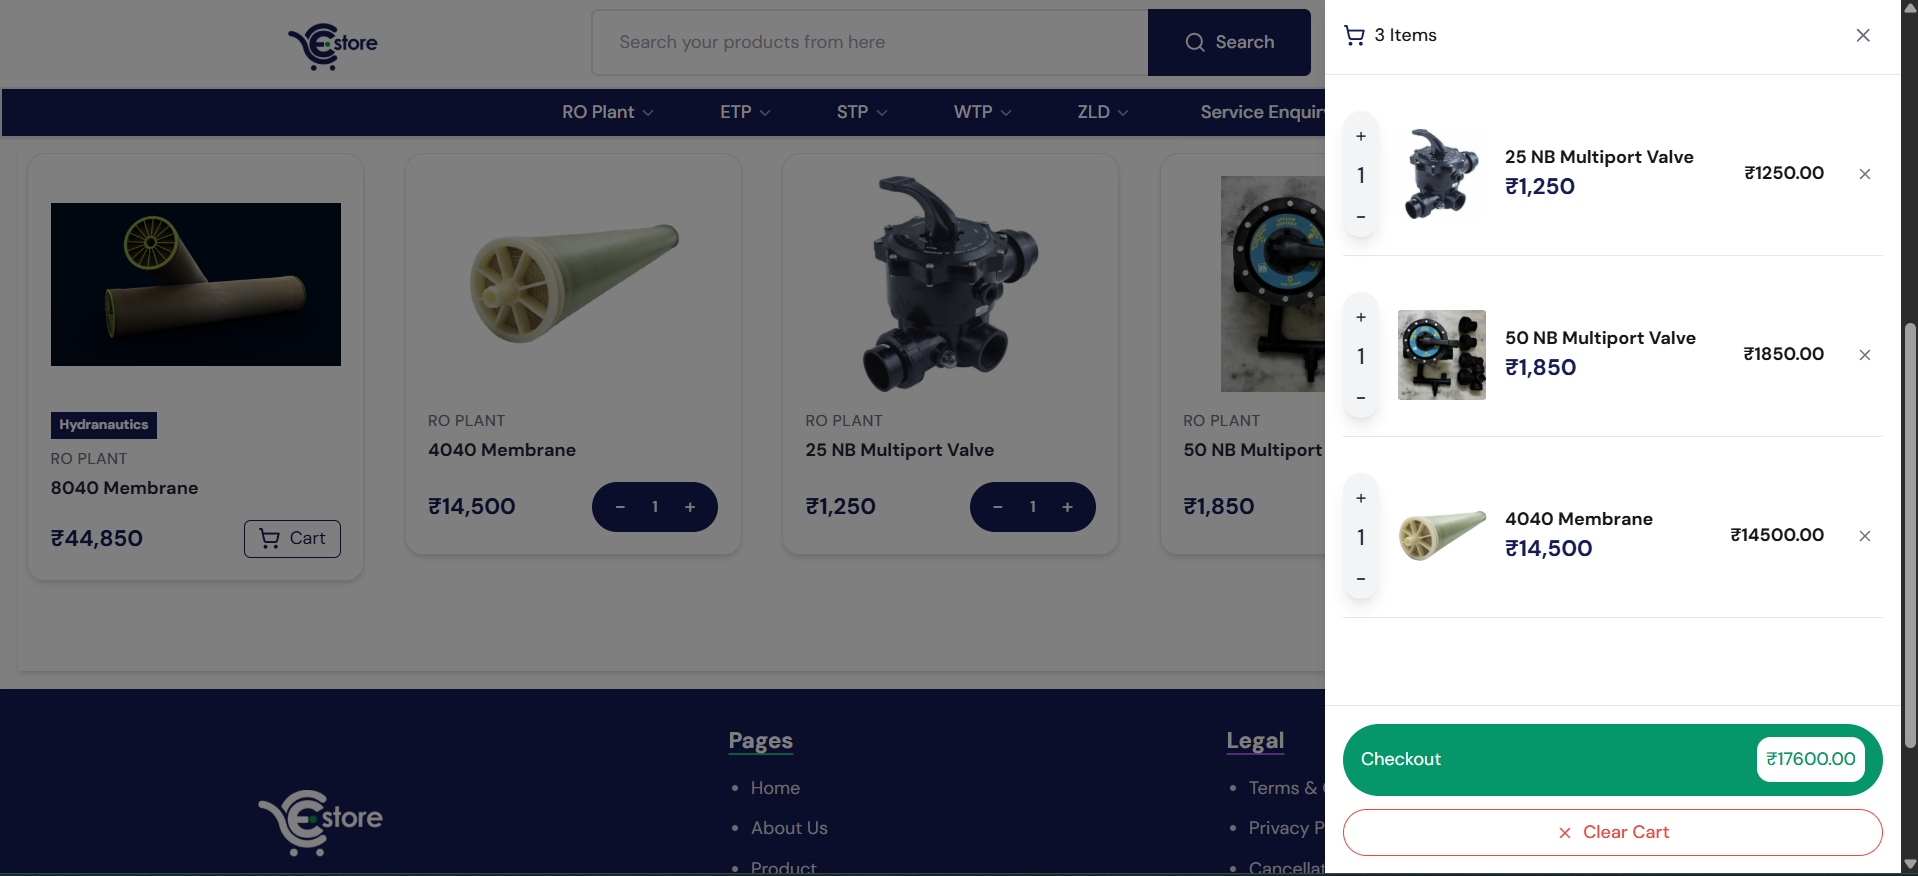 E-store
Search your products from here
Search
RO Plant
ETP
STP
WTP
ZLD
Service Enquir
Hydranautics
RO PLANT
8040 Membrane
₹44,850
Cart
RO PLANT
4040 Membrane
₹14,500
- 1 +
RO PLANT
25 NB Multiport Valve
₹1,250
- 1 +
RO PLANT
50 NB Multiport
₹1,850
3 Items
+
1
-
25 NB Multiport Valve
₹1,250
₹1250.00
+
1
-
50 NB Multiport Valve
₹1,850
₹1850.00
+
1
-
4040 Membrane
₹14,500
₹14500.00
Checkout
₹17600.00
Clear Cart
E-store
Pages
Home
About Us
Product
Legal
Terms &
Privacy P
Cancellat